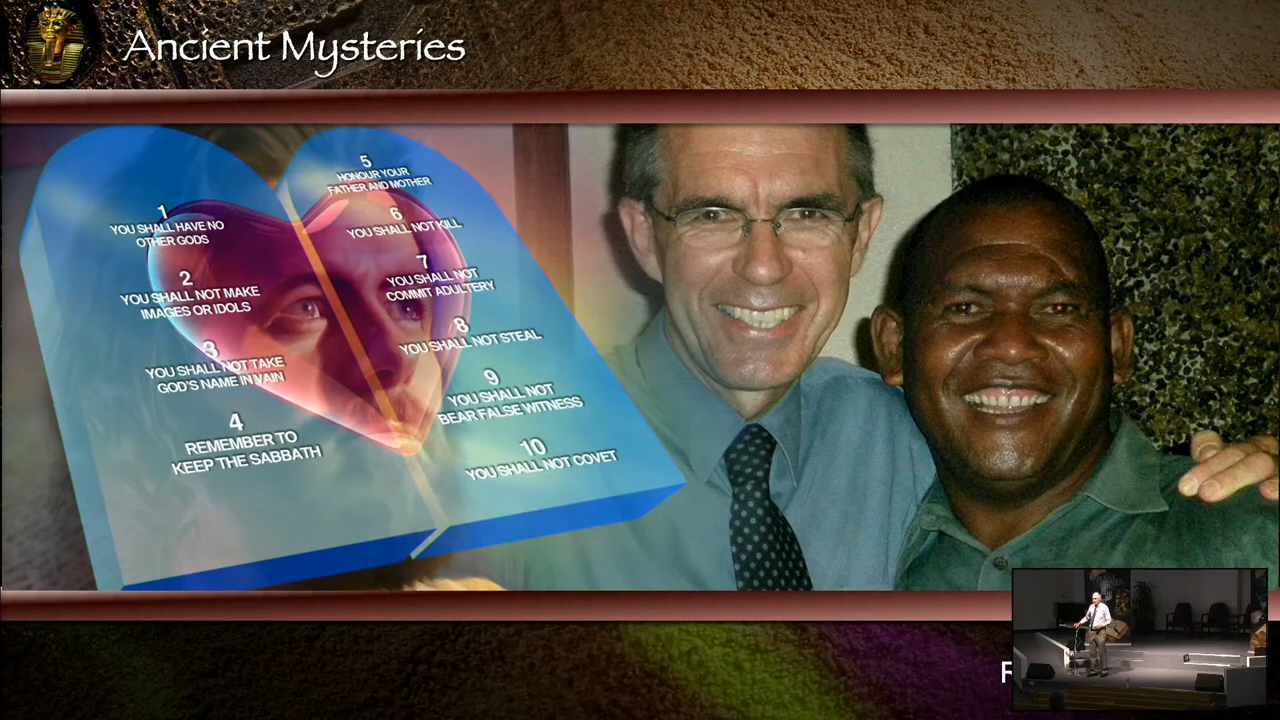 Ancient Mysteries
1
YOU SHALL HAVE NO
OTHER GODS
2
YOU SHALL NOT MAKE
IMAGES OR IDOLS
3
YOU SHALL NOT TAKE
GOD'S NAME IN VAIN
4
REMEMBER TO
KEEP THE SABBATH
5
HONOUR YOUR
FATHER AND MOTHER
6
YOU SHALL NOT KILL
7
YOU SHALL NOT
COMMIT ADULTERY
8
YOU SHALL NOT STEAL
9
YOU SHALL NOT
BEAR FALSE WITNESS
10
YOU SHALL NOT COVET